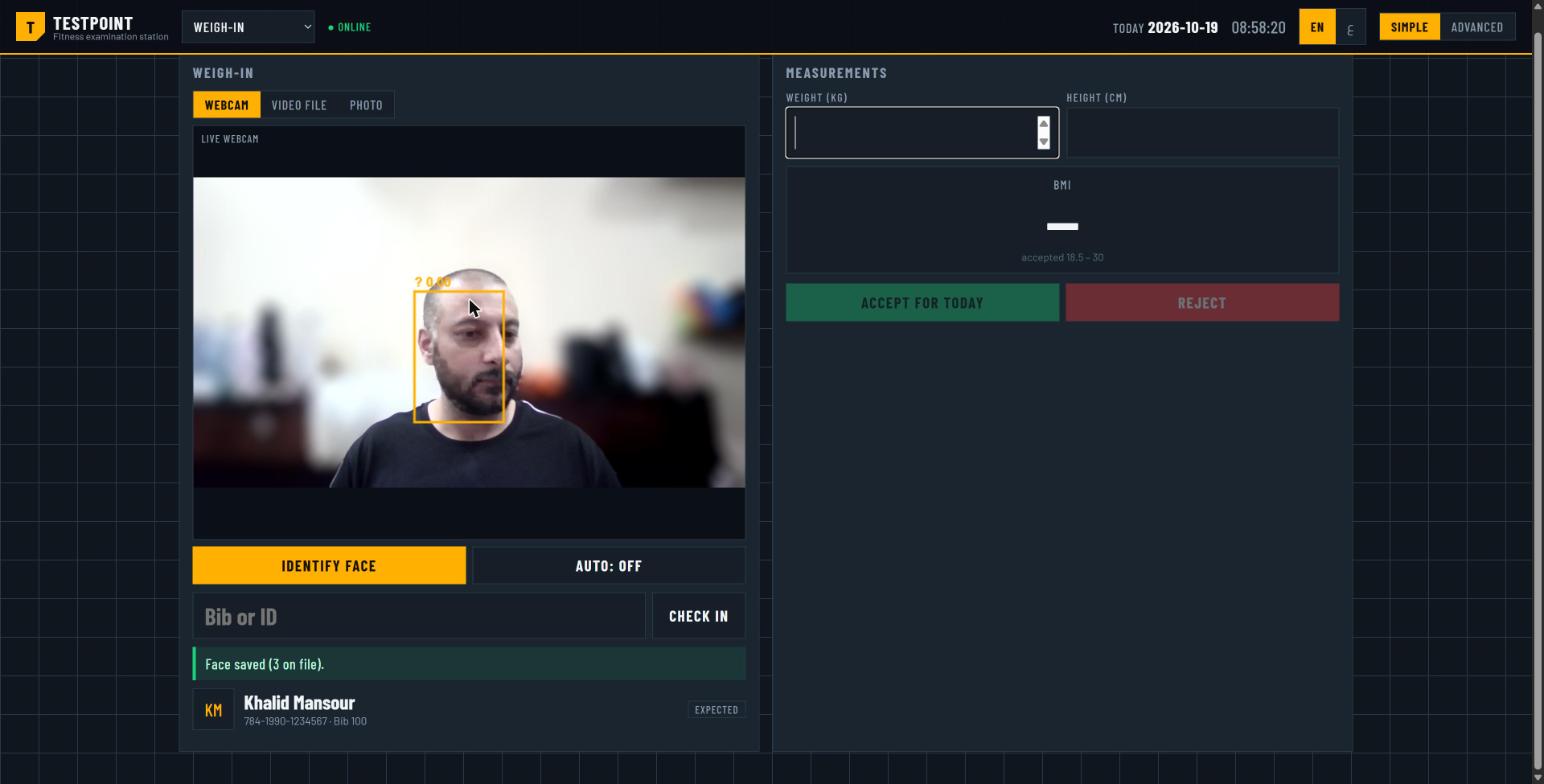 T
TESTPOINT
Fitness examination station
WEIGH-IN
ONLINE
TODAY 2026-10-19 08:58:20
EN
ع
SIMPLE
ADVANCED
WEIGH-IN
WEBCAM
VIDEO FILE
PHOTO
LIVE WEBCAM
? 0.00
IDENTIFY FACE
AUTO: OFF
Bib or ID
CHECK IN
Face saved (3 on file).
KM
Khalid Mansour
784-1990-1234567 · Bib 100
EXPECTED
MEASUREMENTS
WEIGHT (KG)
HEIGHT (CM)
BMI
accepted 18.5 – 30
ACCEPT FOR TODAY
REJECT